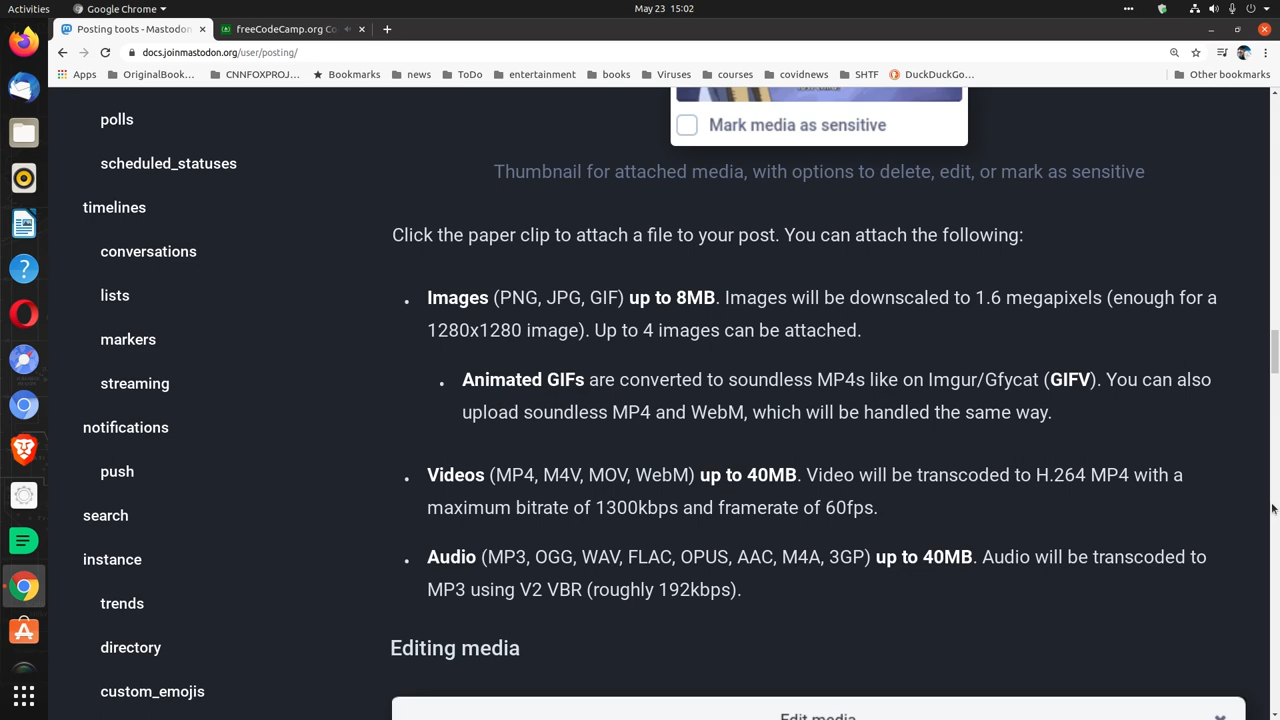 Activities
Google Chrome
May 23 15:02
Posting toots - Mastodon
freeCodeCamp.org Co
docs.joinmastodon.org/user/posting/
Apps
OriginalBook...
CNNFOXPROJ...
Bookmarks
news
ToDo
entertainment
books
Viruses
courses
covidnews
SHTF
DuckDuckGo...
Other bookmarks
polls
scheduled_statuses
timelines
conversations
lists
markers
streaming
notifications
push
search
instance
trends
directory
custom_emojis
Mark media as sensitive
Thumbnail for attached media, with options to delete, edit, or mark as sensitive
Click the paper clip to attach a file to your post. You can attach the following:
Images (PNG, JPG, GIF) up to 8MB. Images will be downscaled to 1.6 megapixels (enough for a
1280x1280 image). Up to 4 images can be attached.
Animated GIFs are converted to soundless MP4s like on Imgur/Gfycat (GIFV). You can also
upload soundless MP4 and WebM, which will be handled the same way.
Videos (MP4, M4V, MOV, WebM) up to 40MB. Video will be transcoded to H.264 MP4 with a
maximum bitrate of 1300kbps and framerate of 60fps.
Audio (MP3, OGG, WAV, FLAC, OPUS, AAC, M4A, 3GP) up to 40MB. Audio will be transcoded to
MP3 using V2 VBR (roughly 192kbps).
Editing media
Edit media